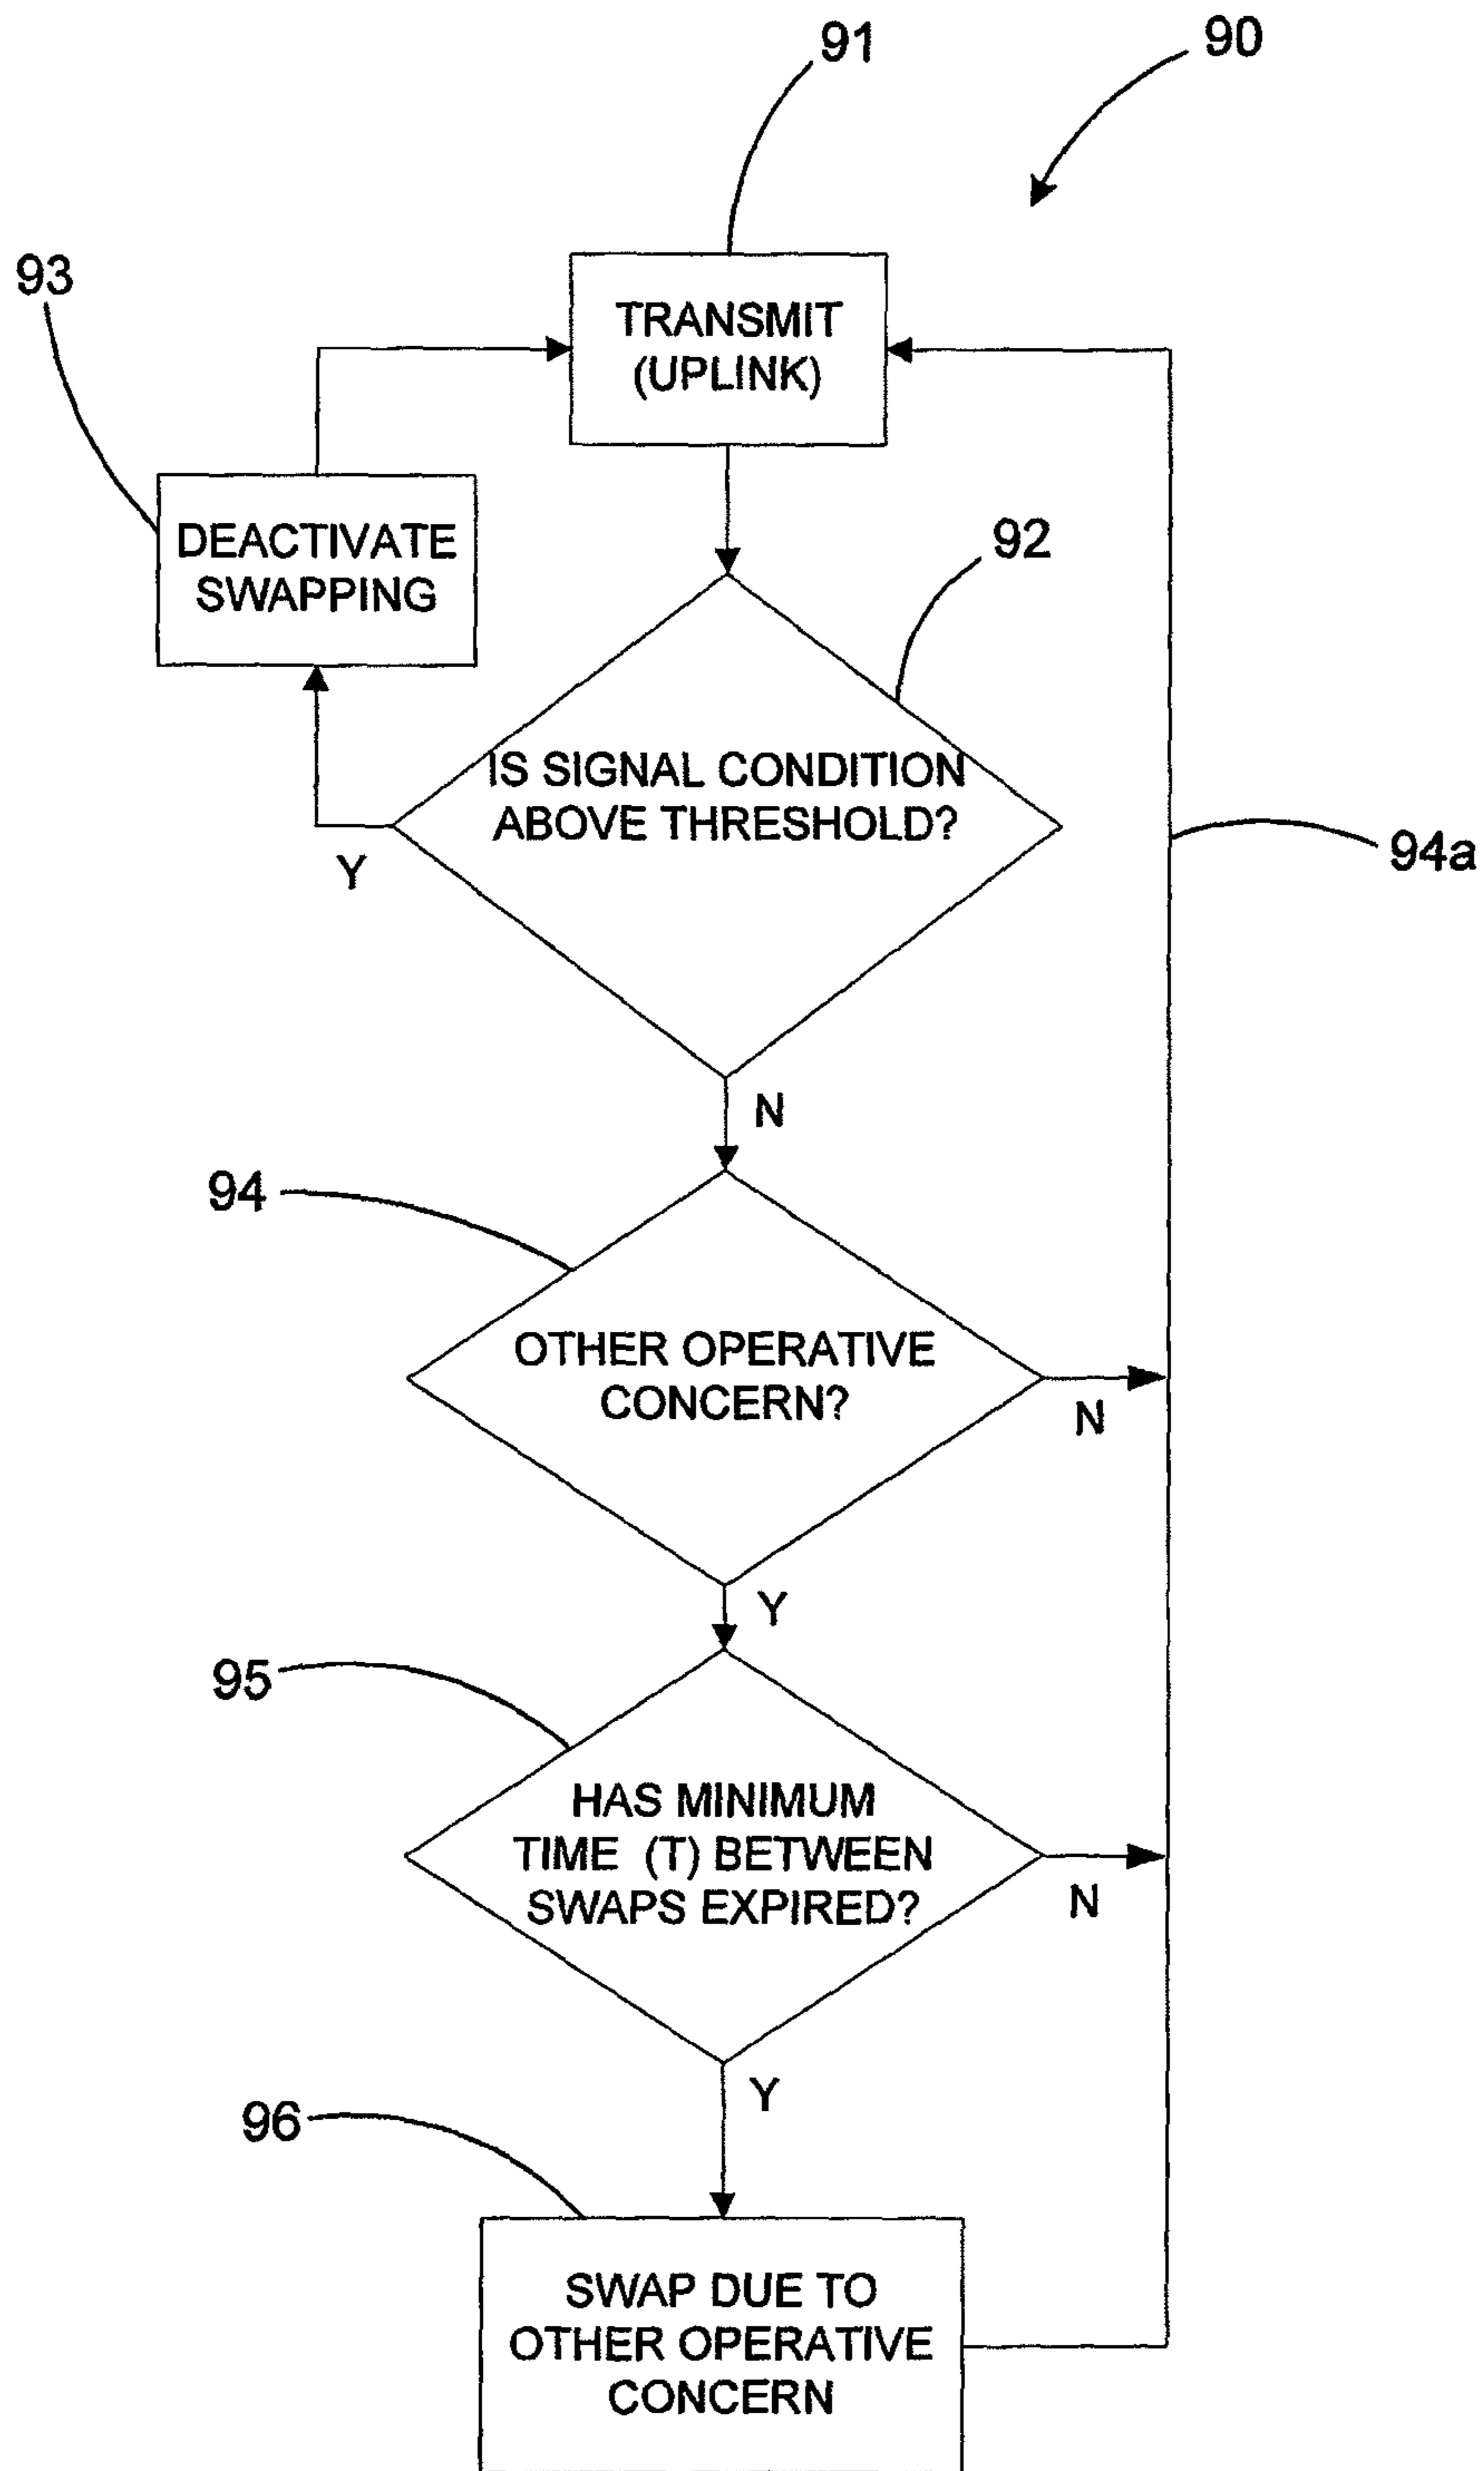 91
90
93
TRANSMIT
(UPLINK)
DEACTIVATE
SWAPPING
92
IS SIGNAL CONDITION
ABOVE THRESHOLD?
94a
Y
N
94
OTHER OPERATIVE
CONCERN?
N
Y
95
HAS MINIMUM
TIME (T) BETWEEN
SWAPS EXPIRED?
N
Y
96
SWAP DUE TO
OTHER OPERATIVE
CONCERN